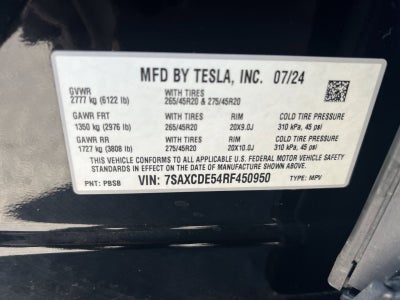 MFD BY TESLA, INC. 07/24
GVWR WITH TIRES
2777 kg (6122 lb) 265/45R20 & 275/45R20
GAWR FRT WITH TIRES RIM COLD TIRE PRESSURE
1350 kg (2976 lb) 265/45R20 20X9.0J 310 kPa, 45 psi
GAWR RR WITH TIRES RIM COLD TIRE PRESSURE
1727 kg (3808 lb) 275/45R20 20X10.0J 310 kPa, 45 psi
THIS VEHICLE CONFORMS TO ALL APPLICABLE U.S. FEDERAL MOTOR VEHICLE SAFETY
STANDARDS IN EFFECT ON THE DATE OF MANUFACTURE SHOWN ABOVE.
PNT: PBSB VIN: 7SAXCDE54RF450950 TYPE: MPV